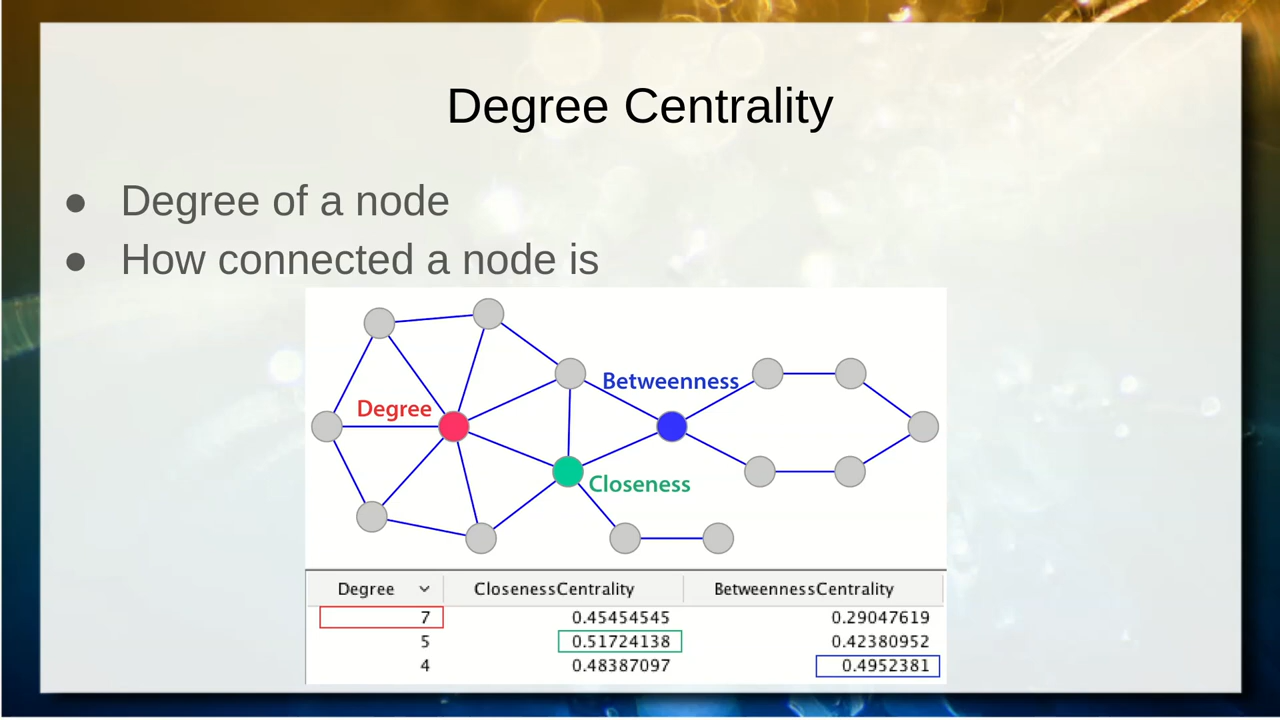 Degree Centrality
● Degree of a node
● How connected a node is
Betweenness
Degree
Closeness
Degree ClosenessCentrality BetweennessCentrality
7 0.45454545 0.29047619
5 0.51724138 0.42380952
4 0.48387097 0.4952381